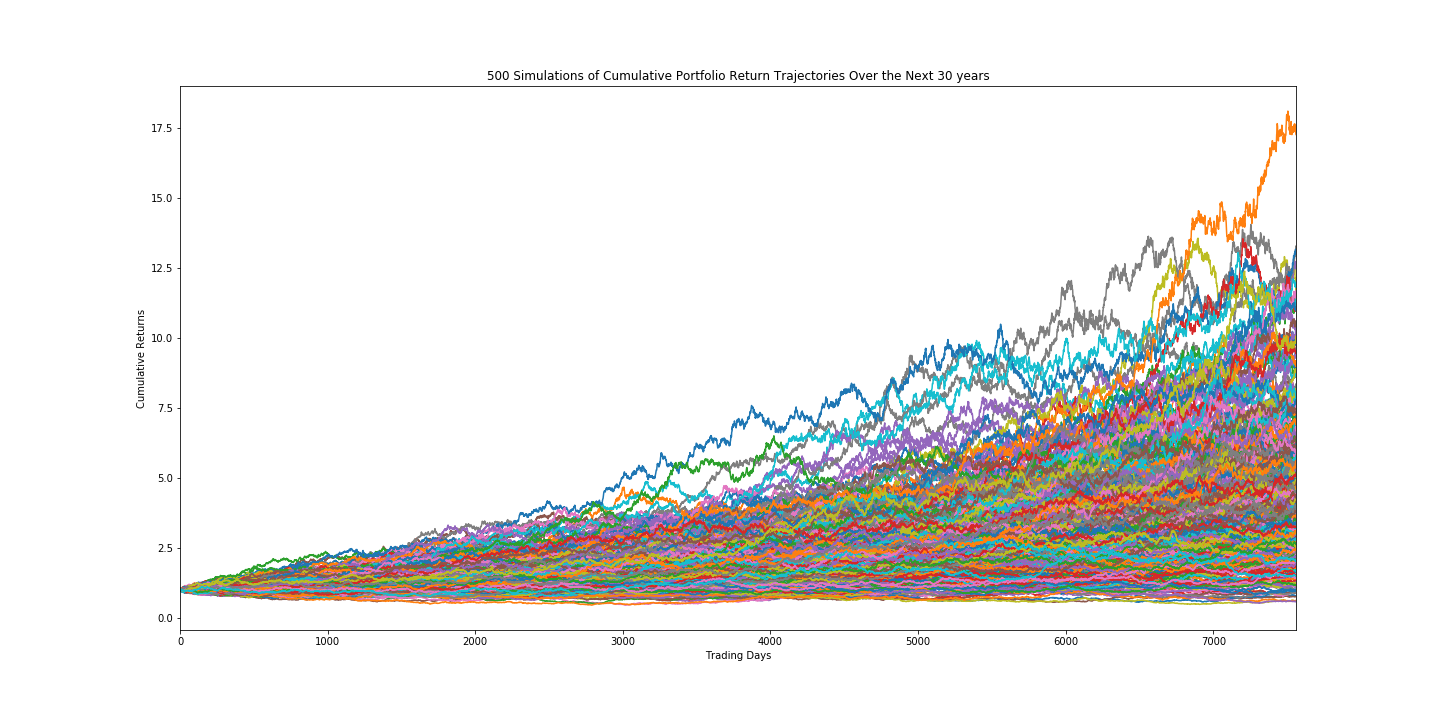 500 Simulations of Cumulative Portfolio Return Trajectories Over the Next 30 years
17.5
15.0
12.5
10.0
7.5
5.0
2.5
0.0
Cumulative Returns
0 1000 2000 3000 4000 5000 6000 7000
Trading Days